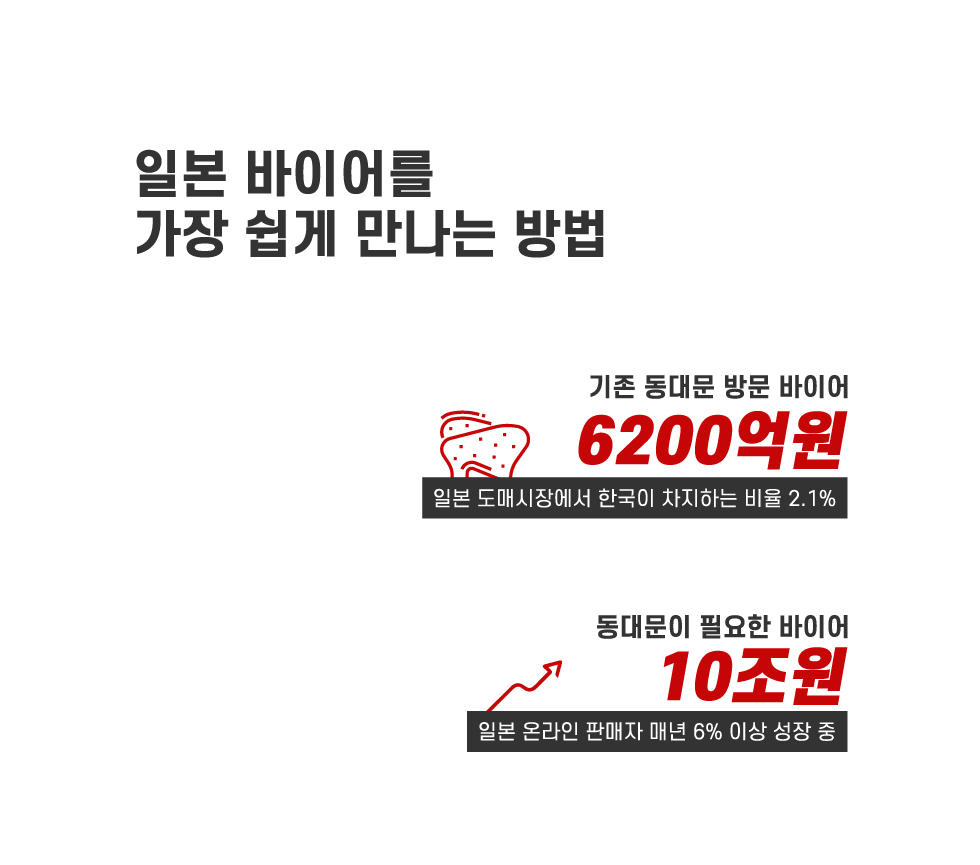 일본 바이어를
가장 쉽게 만나는 방법
기존 동대문 방문 바이어
6200억원
일본 도매시장에서 한국이 차지하는 비율 2.1%
동대문이 필요한 바이어
10조원
일본 온라인 판매자 매년 6% 이상 성장 중